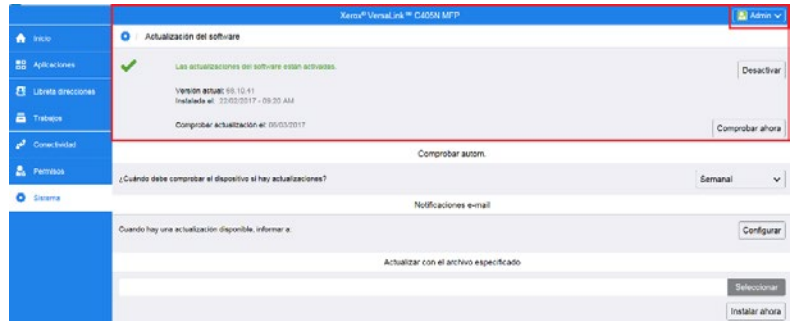 Xerox® VersaLink™ C405N MFP
Admin
Inicio
Actualización del software
Aplicaciones
Las actualizaciones del software están activadas.
Desactivar
Libreta direcciones
Versión actual: 68.10.41
Instalada el: 22/02/2017 - 09:20 AM
Trabajos
Comprobar actualización el: 06/03/2017
Comprobar ahora
Conectividad
Comprobar autom.
Permisos
¿Cuándo debe comprobar el dispositivo si hay actualizaciones?
Semanal
Sistema
Notificaciones e-mail
Cuando hay una actualización disponible, informar a:
Configurar
Actualizar con el archivo especificado
Seleccionar
Instalar ahora